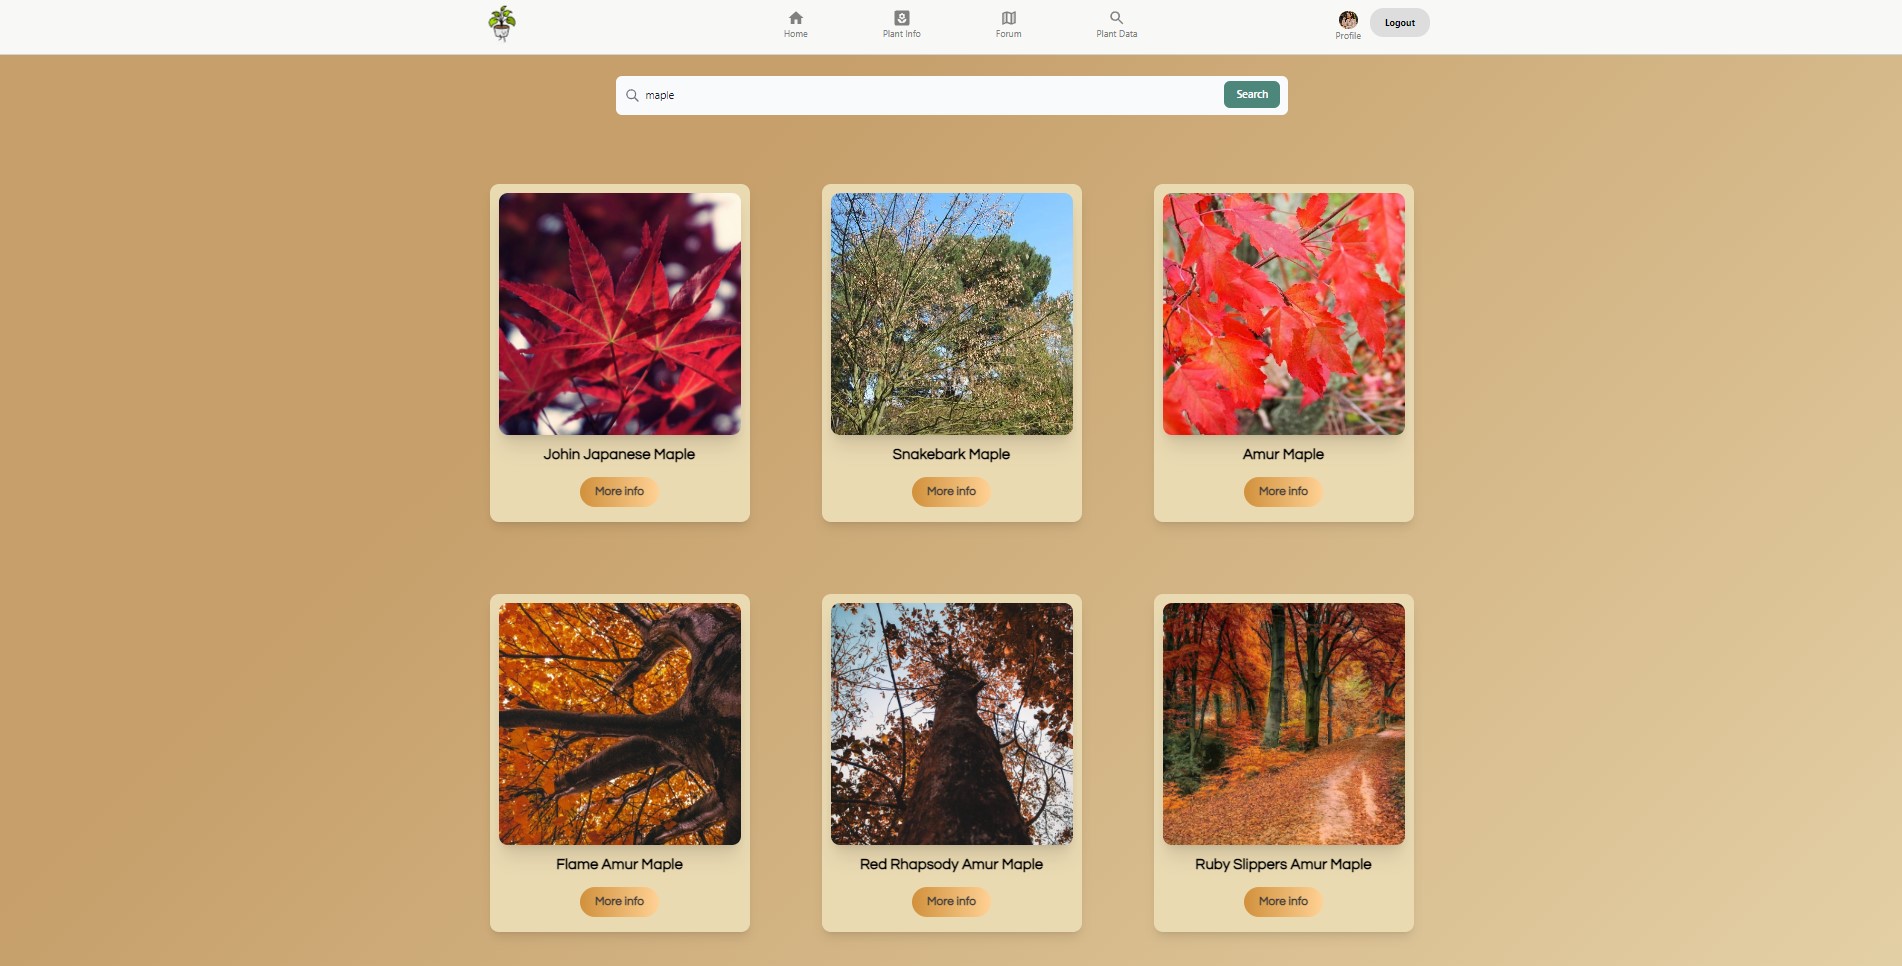 Home
Plant Info
Forum
Plant Data
Profile
Logout
maple
Search
Johin Japanese Maple
Snakebark Maple
Amur Maple
More info
More info
More info
Flame Amur Maple
Red Rhapsody Amur Maple
Ruby Slippers Amur Maple
More info
More info
More info